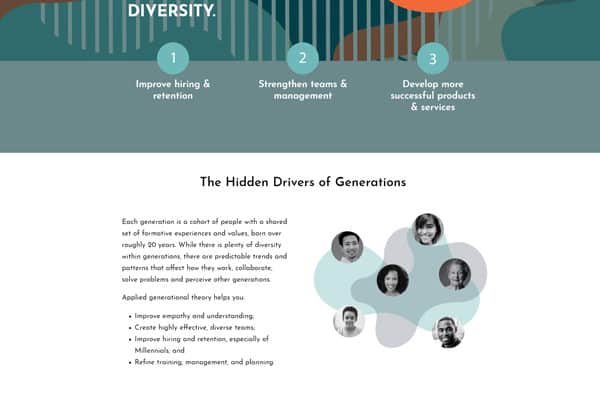 DIVERSITY.
1
2
3
Improve hiring &
retention
Strengthen teams &
management
Develop more
successful products
& services
The Hidden Drivers of Generations
Each generation is a cohort of people with a shared
set of formative experiences and values, born over
roughly 20 years. While there is plenty of diversity
within generations, there are predictable trends and
patterns that affect how they work, collaborate,
solve problems and perceive other generations.
Applied generational theory helps you:
• Improve empathy and understanding;
• Create highly effective, diverse teams;
• Improve hiring and retention, especially of
Millennials; and
• Refine training, management, and planning.